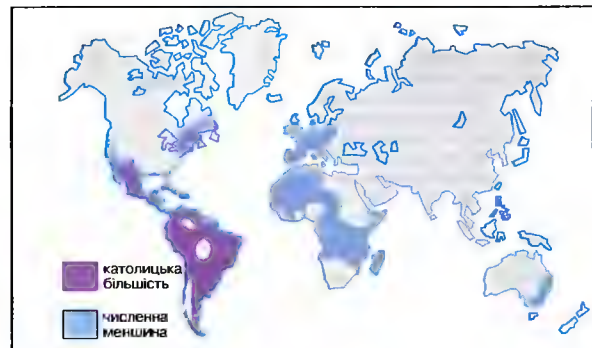 католицька
більшість
численна
меншина